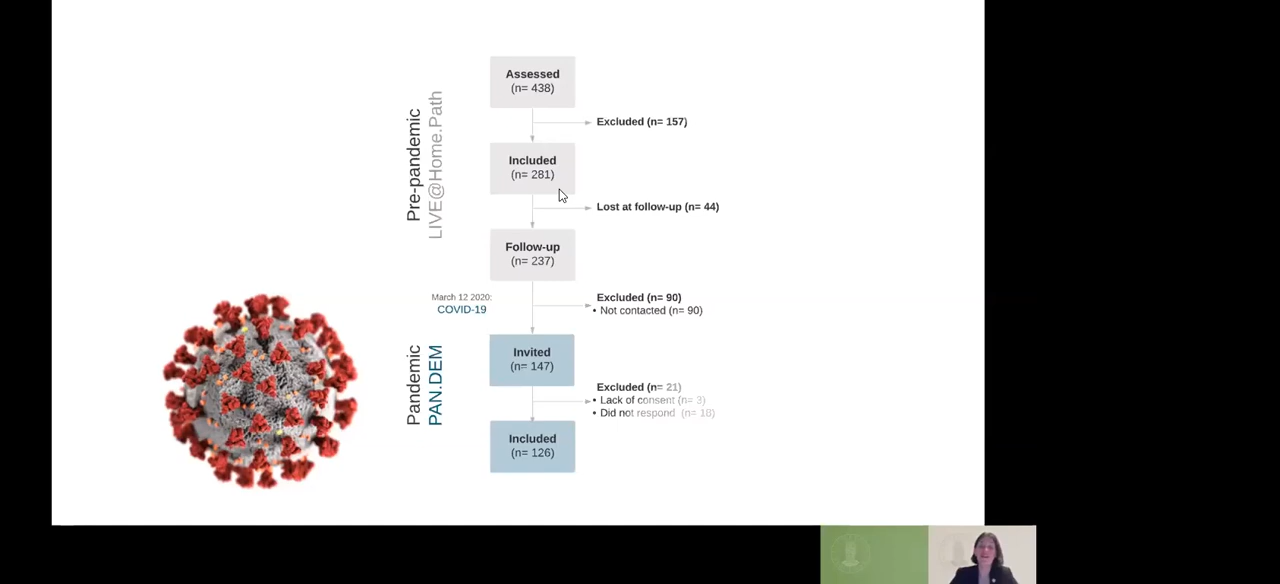 Pre-pandemic
LIVE@Home.Path
Assessed
(n= 438)
Excluded (n= 157)
Included
(n= 281)
Lost at follow-up (n= 44)
Follow-up
(n= 237)
March 12 2020:
COVID-19
Excluded (n= 90)
• Not contacted (n= 90)
Pandemic
PAN.DEM
Invited
(n= 147)
Excluded (n= 21)
• Lack of consent (n= 3)
• Did not respond (n= 18)
Included
(n= 126)